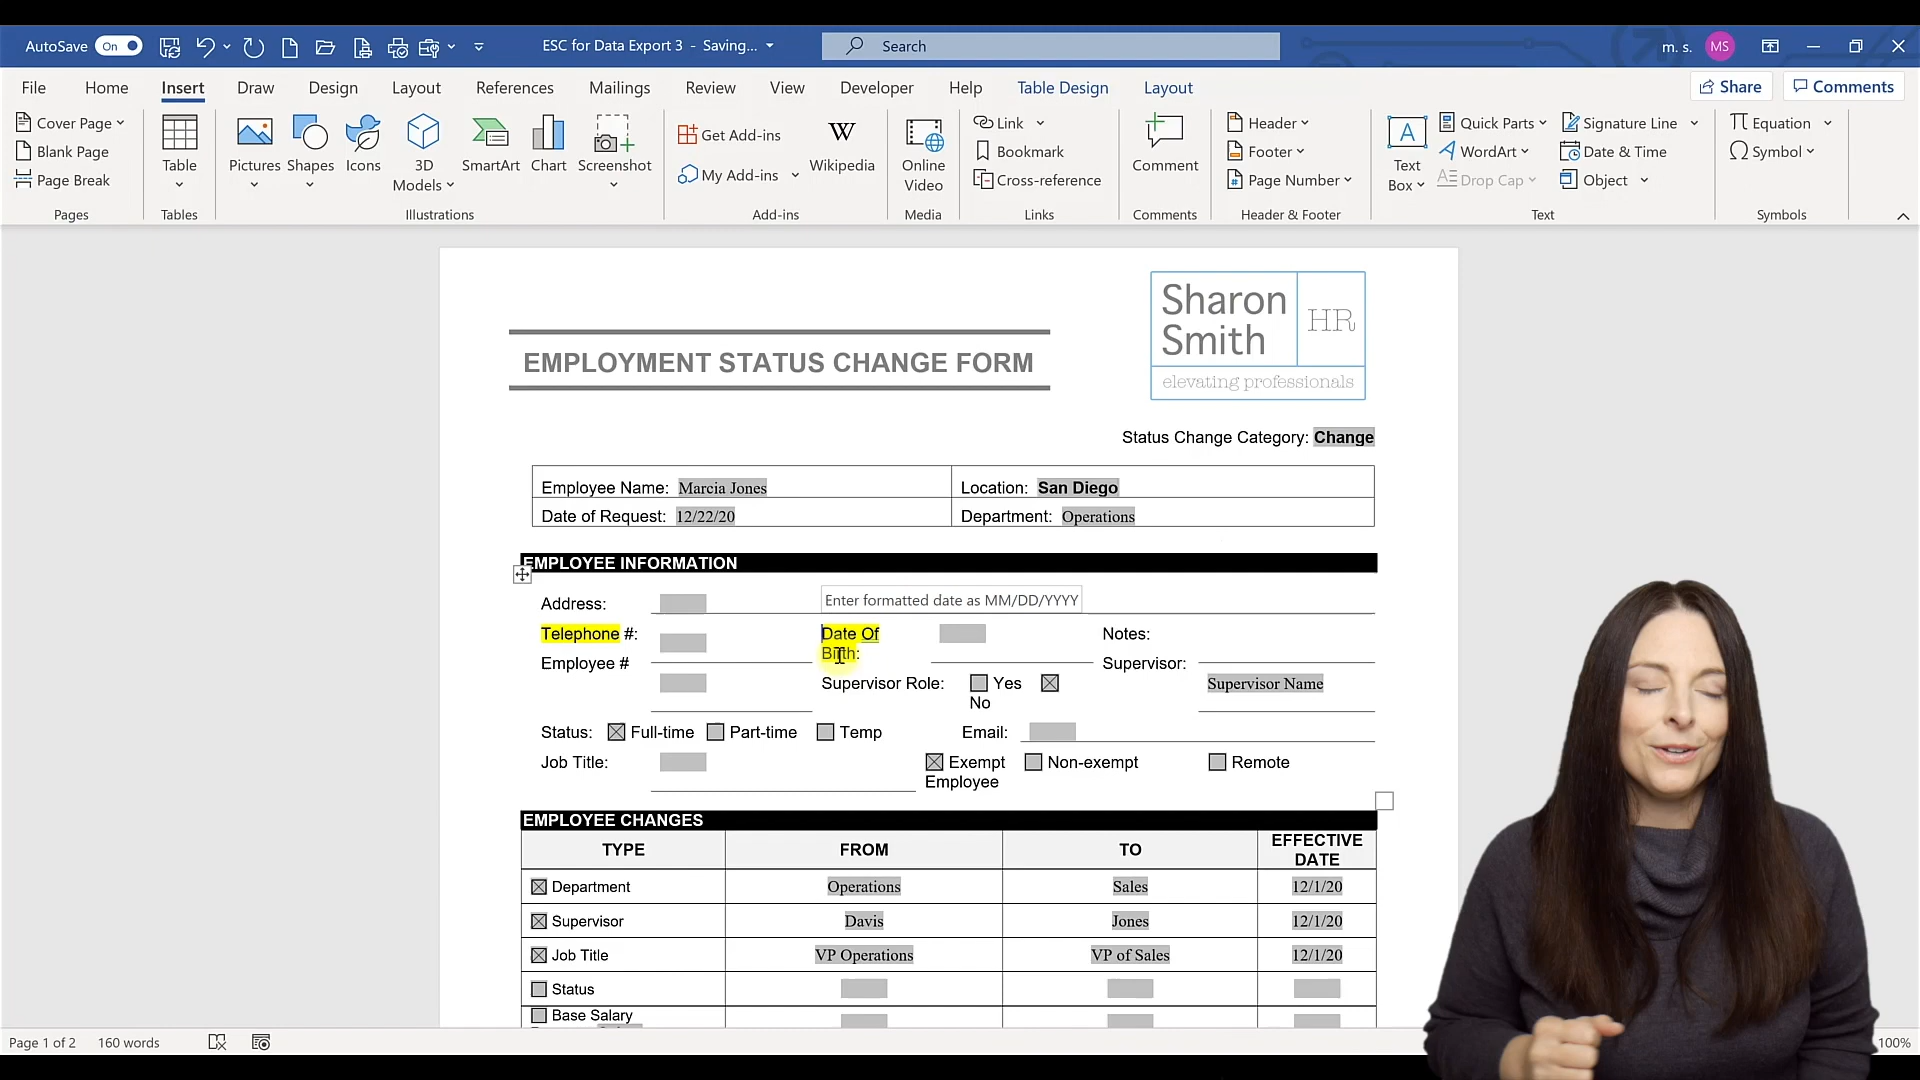 AutoSave On ESC for Data Export 3 - Saving... Search m. s. MS
File Home Insert Draw Design Layout References Mailings Review View Developer Help Table Design Layout Share Comments
Cover Page
Blank Page
Page Break
Pages
Table
Tables
Pictures Shapes Icons 3D Models SmartArt Chart Screenshot
Illustrations
Get Add-ins
My Add-ins
W
Wikipedia
Add-ins
Online Video
Media
Link
Bookmark
Cross-reference
Links
Comment
Comments
Header
Footer
Page Number
Header & Footer
A
Text Box
Quick Parts
WordArt
Drop Cap
Signature Line
Date & Time
Object
Text
Equation
Symbol
Symbols
Sharon
Smith
HR
elevating professionals
EMPLOYMENT STATUS CHANGE FORM
Status Change Category: Change
Employee Name: Marcia Jones Location: San Diego
Date of Request: 12/22/20 Department: Operations
EMPLOYEE INFORMATION
Address: Enter formatted date as MM/DD/YYYY
Telephone #: Date Of Birth: Notes:
Employee # Supervisor:
Supervisor Role: Yes No Supervisor Name
Status: Full-time Part-time Temp Email:
Job Title: Exempt Employee Non-exempt Remote
EMPLOYEE CHANGES
TYPE FROM TO EFFECTIVE DATE
Department Operations Sales 12/1/20
Supervisor Davis Jones 12/1/20
Job Title VP Operations VP of Sales 12/1/20
Status
Base Salary
Page 1 of 2 160 words 100%